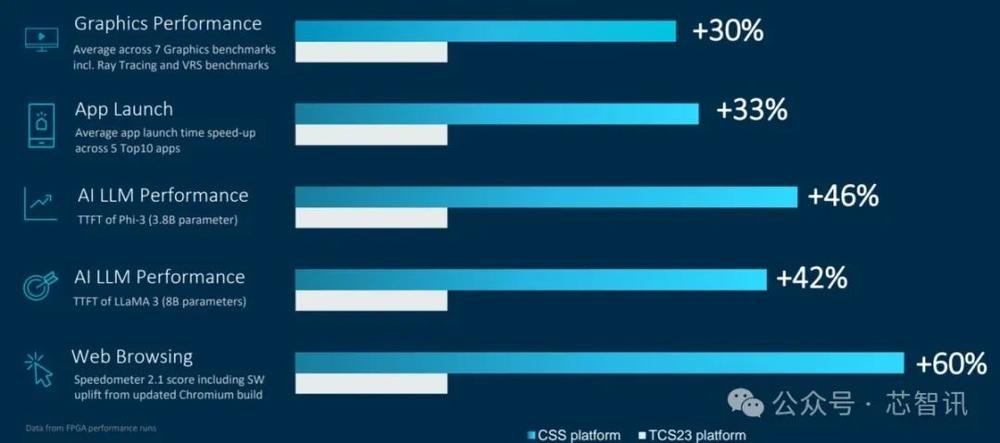 Graphics Performance
Average across 7 Graphics benchmarks
incl. Ray Tracing and VRS benchmarks
+30%
App Launch
Average app launch time speed-up
across 5 Top10 apps
+33%
AI LLM Performance
TTFT of Phi-3 (3.8B parameter)
+46%
AI LLM Performance
TTFT of LLaMA 3 (8B parameters)
+42%
Web Browsing
Speedometer 2.1 score including SW
uplift from updated Chromium build
+60%
Data from FPGA performance runs
CSS platform
TCS23 platform
公众号 · 芯智讯